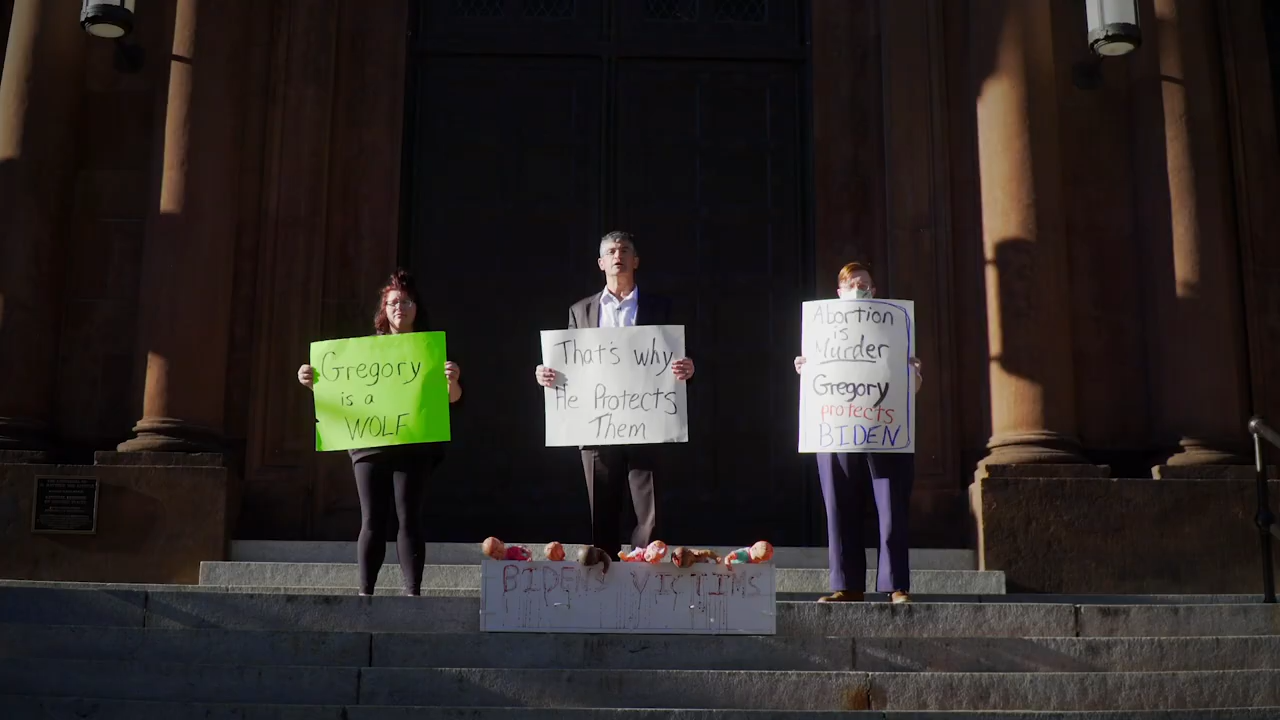 Gregory
is a
WOLF
That's why
He Protects
Them
Abortion
is
Murder
Gregory
protects
BIDEN
BIDENS VICTIMS